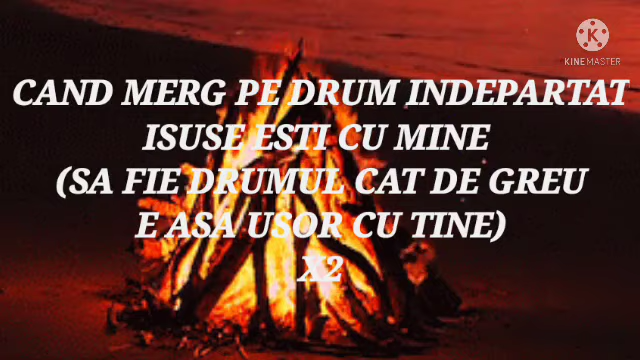 KINEMASTER
CAND MERG PE DRUM INDEPARTAT
ISUSE ESTI CU MINE
(SA FIE DRUMUL CAT DE GREU
E ASA USOR CU TINE)
X2